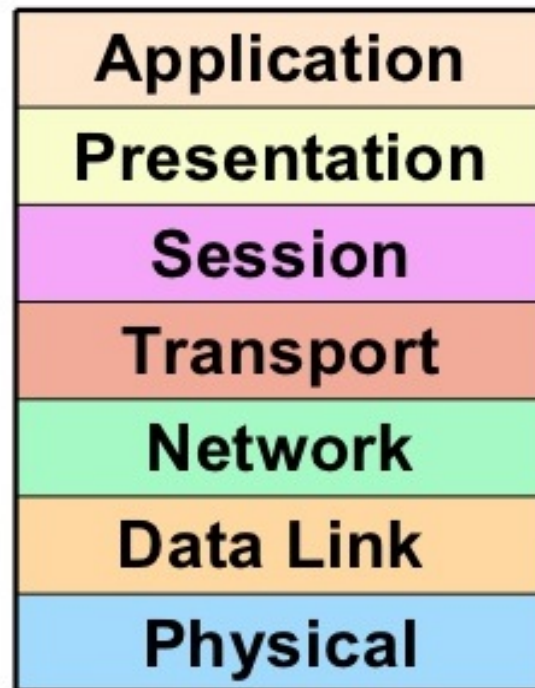 Application
Presentation
Session
Transport
Network
Data Link
Physical